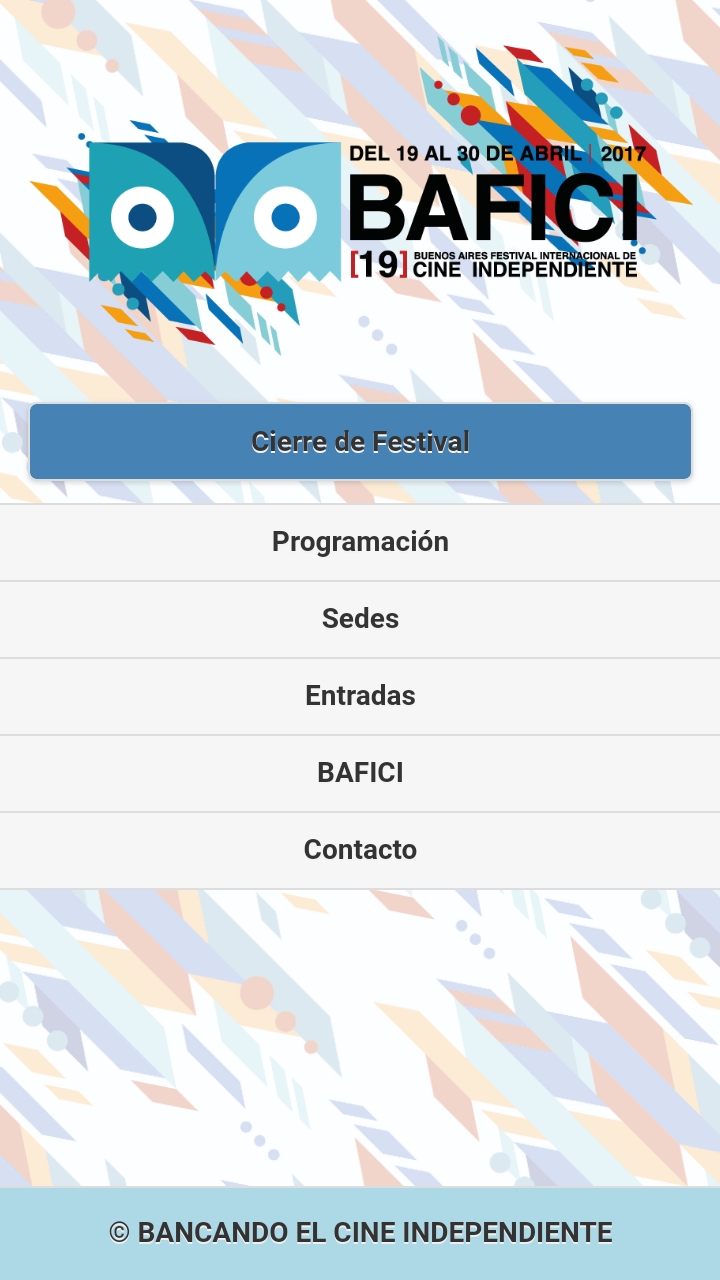 DEL 19 AL 30 DE ABRIL | 2017
BAFICI
[19] BUENOS AIRES FESTIVAL INTERNACIONAL DE
CINE INDEPENDIENTE
Cierre de Festival
Programación
Sedes
Entradas
BAFICI
Contacto
© BANCANDO EL CINE INDEPENDIENTE